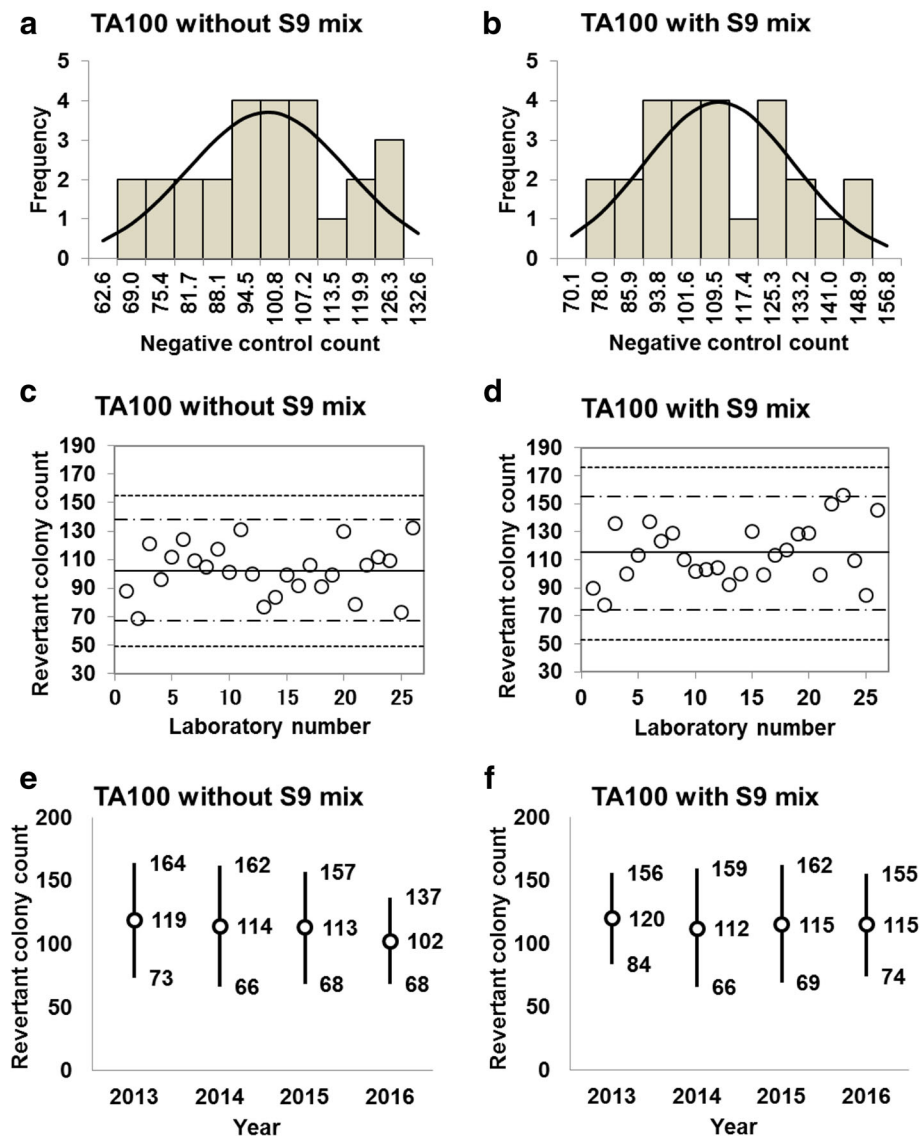 a
TA100 without S9 mix
Frequency
5
4
3
2
1
0
62.6 69.0 75.4 81.7 88.1 94.5 100.8 107.2 113.5 119.9 126.3 132.6
Negative control count
b
TA100 with S9 mix
Frequency
5
4
3
2
1
0
70.1 78.0 85.9 93.8 101.6 109.5 117.4 125.3 133.2 141.0 148.9 156.8
Negative control count
c
TA100 without S9 mix
Revertant colony count
190
170
150
130
110
90
70
50
30
0 5 10 15 20 25
Laboratory number
d
TA100 with S9 mix
Revertant colony count
190
170
150
130
110
90
70
50
30
0 5 10 15 20 25
Laboratory number
e
TA100 without S9 mix
Revertant colony count
200
150
100
50
0
164 162 157 137
119 114 113 102
73 66 68 68
2013 2014 2015 2016
Year
f
TA100 with S9 mix
Revertant colony count
200
150
100
50
0
156 159 162 155
120 112 115 115
84 66 69 74
2013 2014 2015 2016
Year